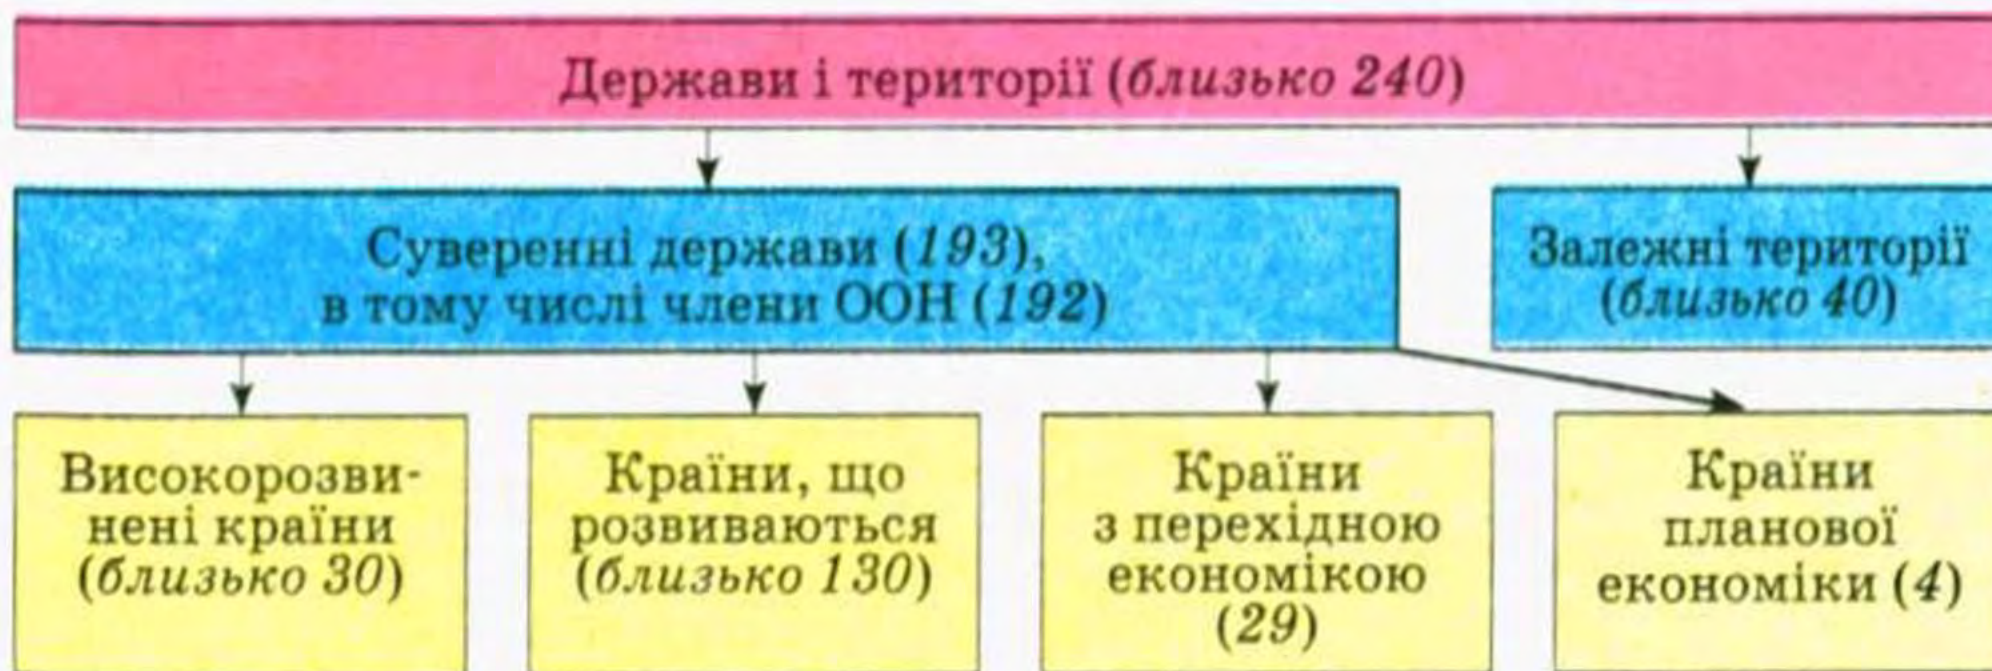 Держави і території (близько 240)
Суверенні держави (193),
в тому числі члени ООН (192)
Залежні території
(близько 40)
Високорозви-
нені країни
(близько 30)
Країни, що
розвиваються
(близько 130)
Країни
з перехідною
економікою
(29)
Країни
планової
економіки (4)